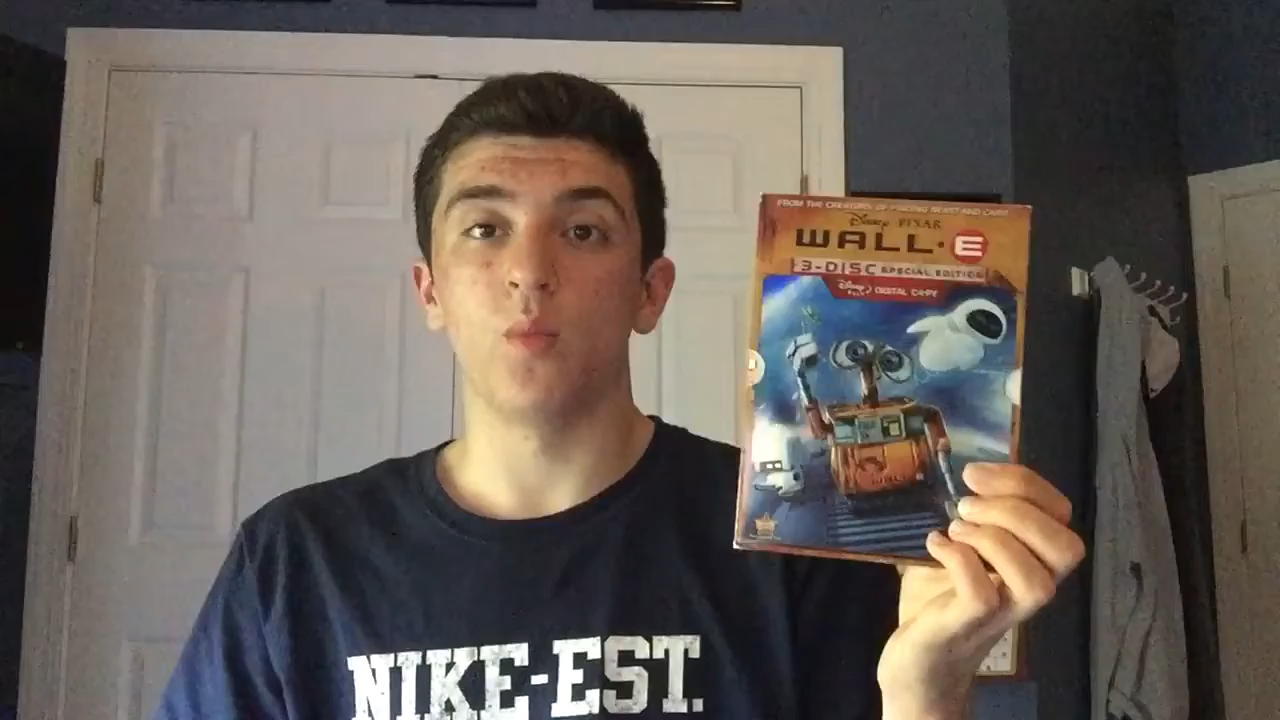 FROM THE CREATORS OF FINDING NEMO AND CARS
Disney PIXAR
WALL·E
3-DISC SPECIAL EDITION
Disney DIGITAL COPY
WALL·E
NIKE-EST.